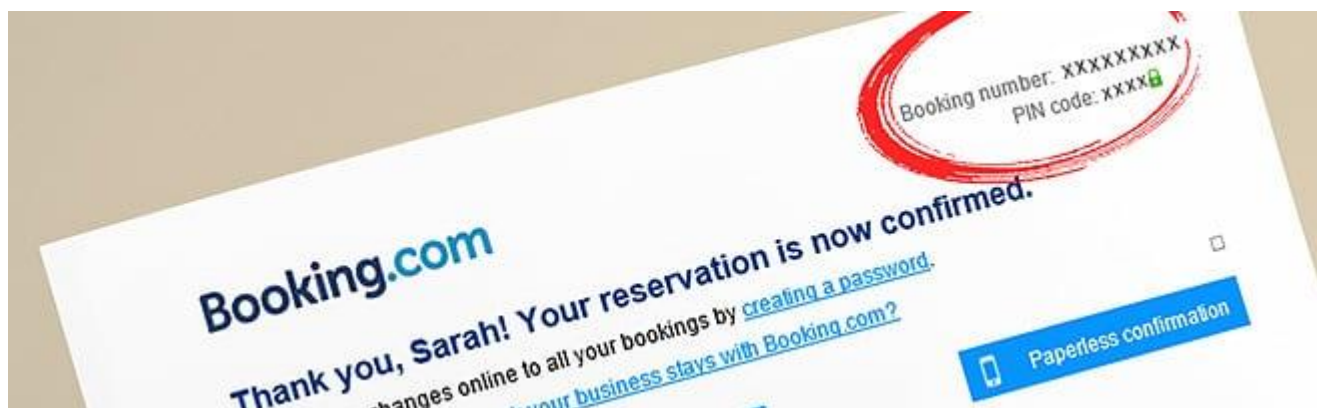 Booking number: XXXXXXXXX
PIN code: XXXX
Booking.com
Thank you, Sarah! Your reservation is now confirmed.
changes online to all your bookings by creating a password.
your business stays with Booking.com?
Paperless confirmation